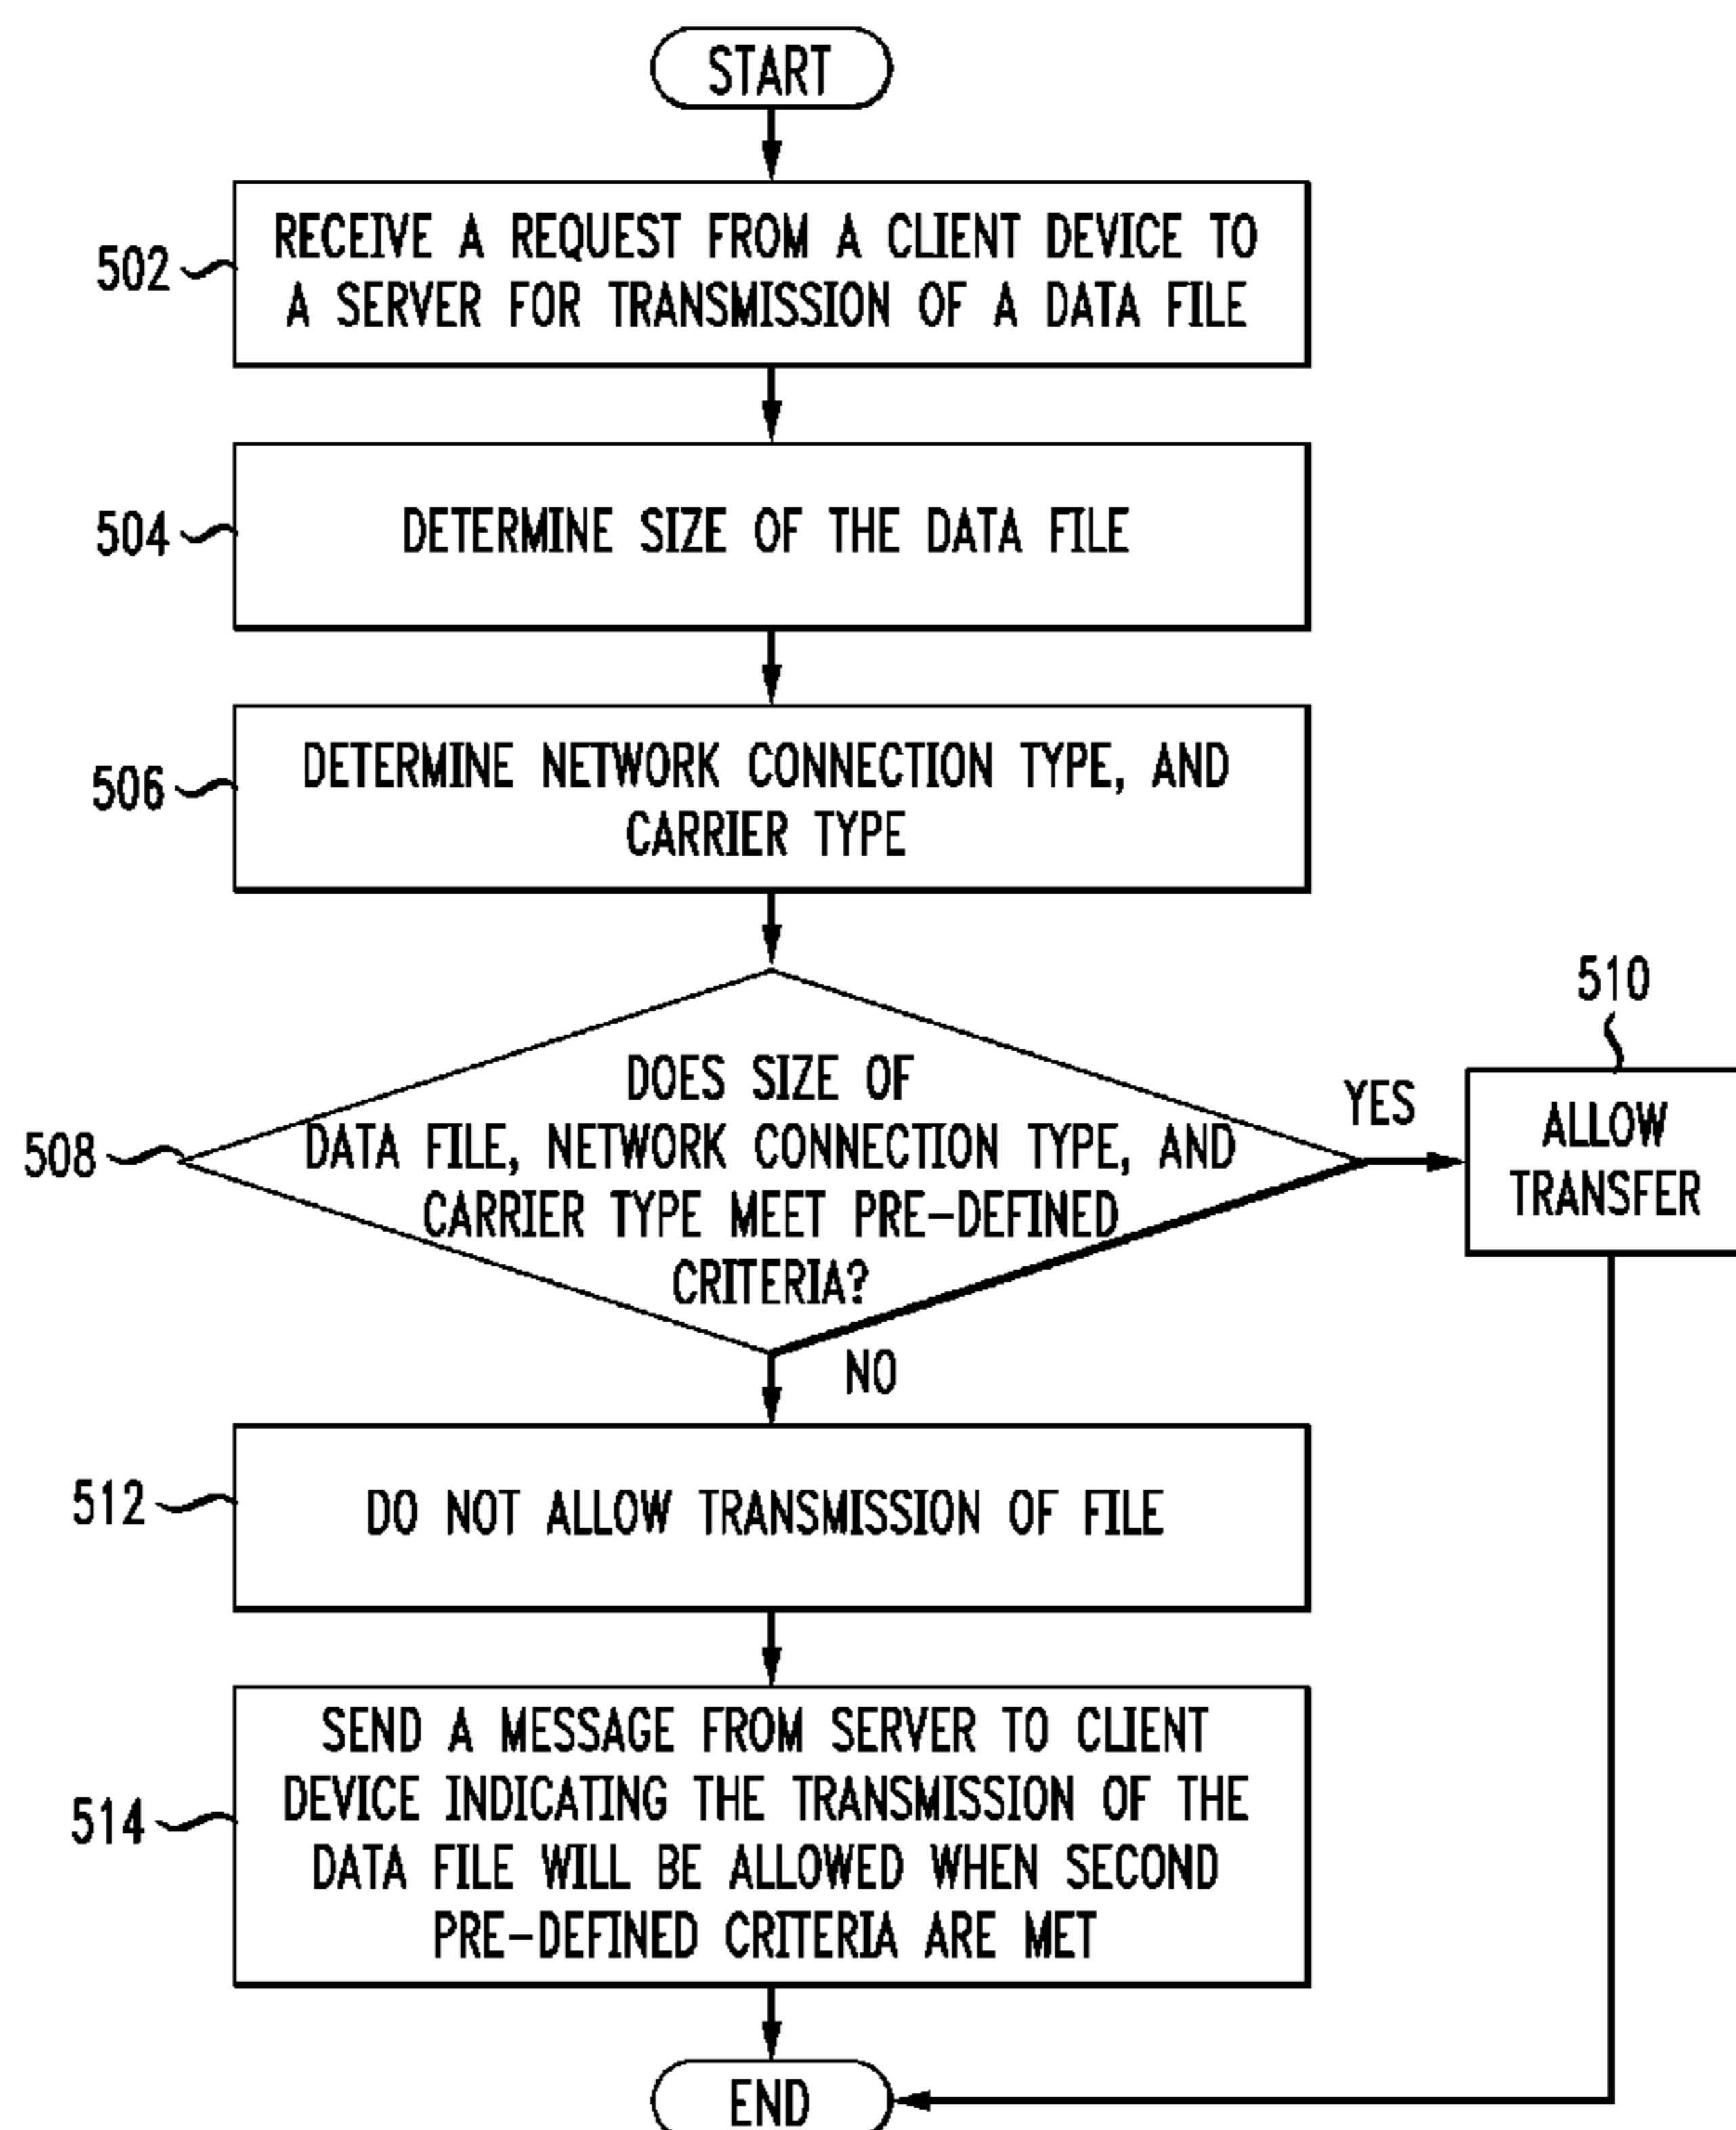 START
502
RECEIVE A REQUEST FROM A CLIENT DEVICE TO
A SERVER FOR TRANSMISSION OF A DATA FILE
504
DETERMINE SIZE OF THE DATA FILE
506
DETERMINE NETWORK CONNECTION TYPE, AND
CARRIER TYPE
508
DOES SIZE OF
DATA FILE, NETWORK CONNECTION TYPE, AND
CARRIER TYPE MEET PRE-DEFINED
CRITERIA?
YES
510
ALLOW
TRANSFER
NO
512
DO NOT ALLOW TRANSMISSION OF FILE
514
SEND A MESSAGE FROM SERVER TO CLIENT
DEVICE INDICATING THE TRANSMISSION OF THE
DATA FILE WILL BE ALLOWED WHEN SECOND
PRE-DEFINED CRITERIA ARE MET
END